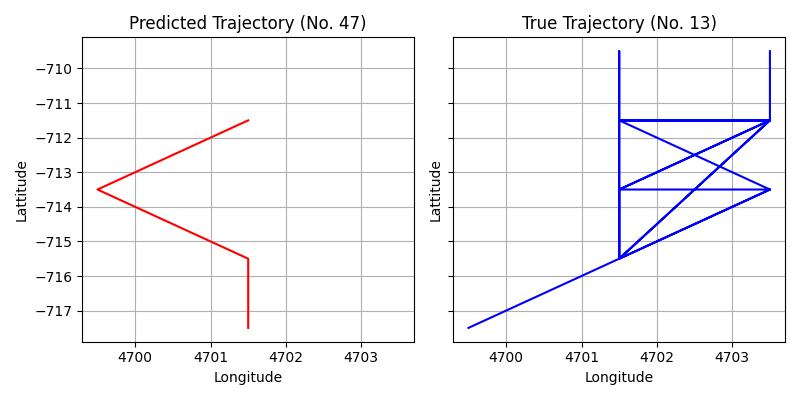 Predicted Trajectory (No. 47)
True Trajectory (No. 13)
Lattitude
−710
−711
−712
−713
−714
−715
−716
−717
4700
4701
4702
4703
Longitude
Lattitude
4700
4701
4702
4703
Longitude